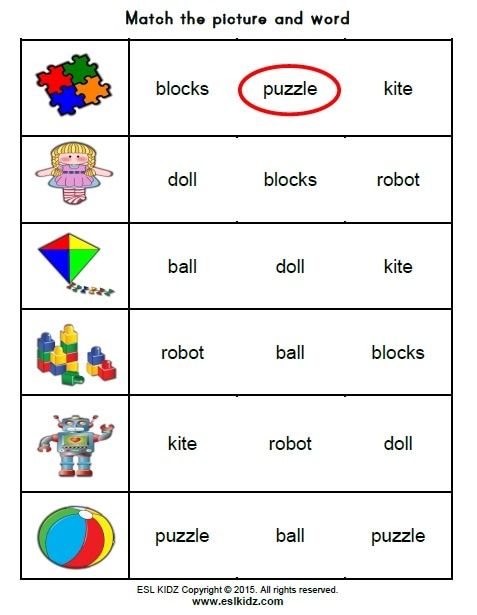 Match the picture and word
blocks puzzle kite
doll blocks robot
ball doll kite
robot ball blocks
kite robot doll
puzzle ball puzzle
ESL KIDZ Copyright © 2015. All rights reserved.
www.eslkidz.com